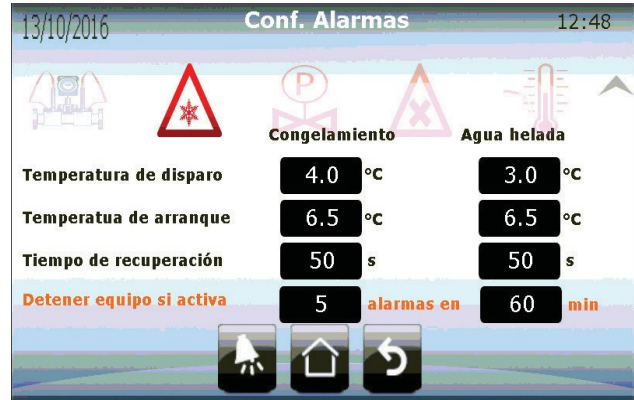 13/10/2016 Conf. Alarmas 12:48
P
Congelamiento Agua helada
Temperatura de disparo 4.0 °C 3.0 °C
Temperatua de arranque 6.5 °C 6.5 °C
Tiempo de recuperación 50 s 50 s
Detener equipo si activa 5 alarmas en 60 min